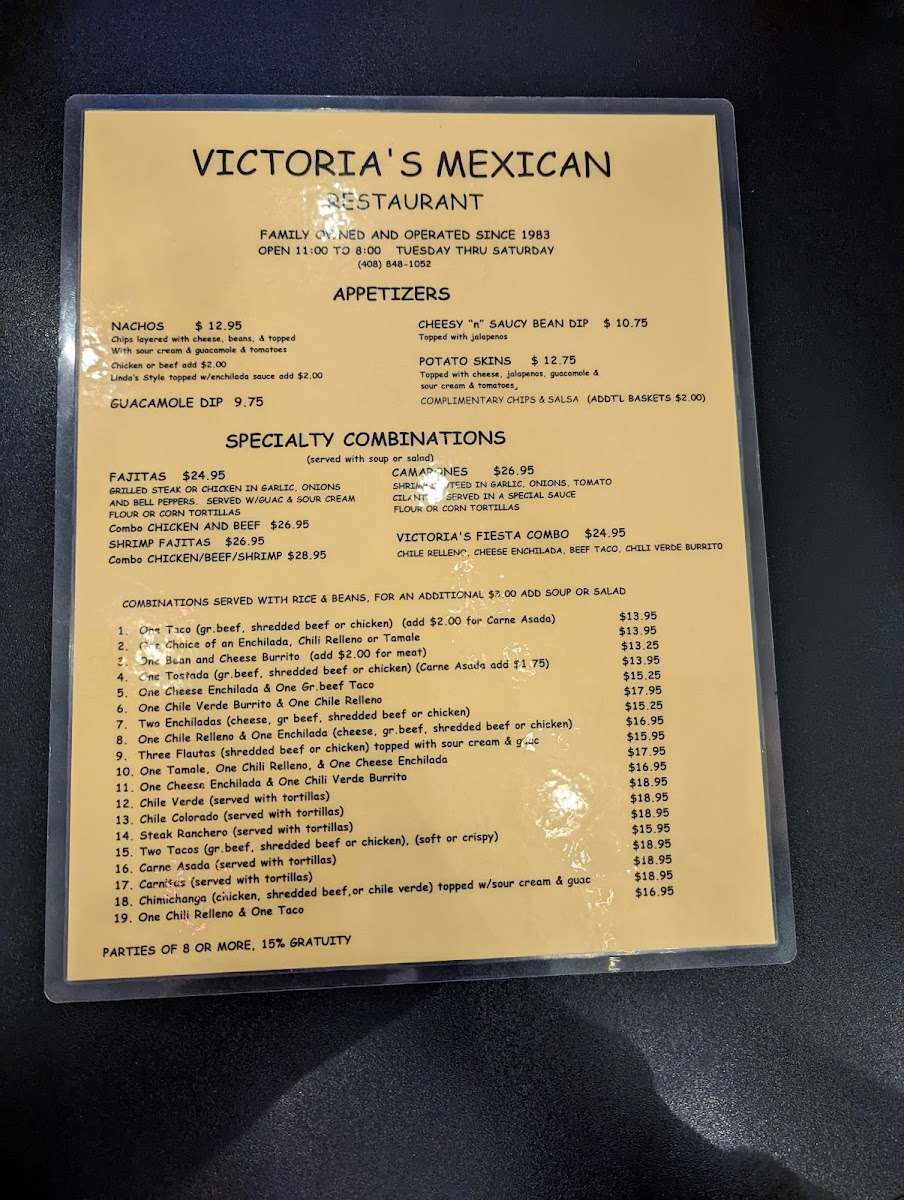 VICTORIA'S MEXICAN
RESTAURANT
FAMILY OWNED AND OPERATED SINCE 1983
OPEN 11:00 TO 8:00 TUESDAY THRU SATURDAY
(408) 848-1052
APPETIZERS
NACHOS $ 12.95
Chips layered with cheese, beans, & topped
With sour cream & guacamole & tomatoes
Chicken or beef add $2.00
Linda's Style topped w/enchilada sauce add $2.00
GUACAMOLE DIP 9.75
CHEESY "n" SAUCY BEAN DIP $ 10.75
Topped with jalapenos
POTATO SKINS $ 12.75
Topped with cheese, jalapenos, guacamole &
sour cream & tomatoes,
COMPLIMENTARY CHIPS & SALSA (ADDT'L BASKETS $2.00)
SPECIALTY COMBINATIONS
(served with soup or salad)
FAJITAS $24.95
GRILLED STEAK OR CHICKEN IN GARLIC, ONIONS
AND BELL PEPPERS. SERVED W/GUAC & SOUR CREAM
FLOUR OR CORN TORTILLAS
Combo CHICKEN AND BEEF $26.95
SHRIMP FAJITAS $26.95
Combo CHICKEN/BEEF/SHRIMP $28.95
CAMARONES $26.95
SHRIMP IN GARLIC, ONIONS, TOMATO
SERVED IN A SPECIAL SAUCE
FLOUR OR CORN TORTILLAS
VICTORIA'S FIESTA COMBO $24.95
CHILE RELLENO, CHEESE ENCHILADA, BEEF TACO, CHILI VERDE BURRITO
COMBINATIONS SERVED WITH RICE & BEANS, FOR AN ADDITIONAL ADD SOUP OR SALAD
1. One Taco (gr.beef, shredded beef or chicken) (add $2.00 for Carne Asada) $13.95
2. Choice of an Enchilada, Chili Relleno or Tamale $13.95
3. One Bean and Cheese Burrito (add $2.00 for meat) $13.25
4. One Tostada (gr.beef, shredded beef or chicken) (Carne Asada add $1.75) $13.95
5. One Cheese Enchilada & One Gr.beef Taco $15.25
6. One Chile Verde Burrito & One Chile Relleno $17.95
7. Two Enchiladas (cheese, gr beef, shredded beef or chicken) $15.25
8. One Chile Relleno & One Enchilada (cheese, gr.beef, shredded beef or chicken) $16.95
9. Three Flautas (shredded beef or chicken) topped with sour cream & guac $15.95
10. One Tamale, One Chili Relleno, & One Cheese Enchilada $17.95
11. One Cheese Enchilada & One Chili Verde Burrito $16.95
12. Chile Verde (served with tortillas) $18.95
13. Chile Colorado (served with tortillas) $18.95
14. Steak Ranchero (served with tortillas) $18.95
15. Two Tacos (gr.beef, shredded beef or chicken), (soft or crispy) $15.95
16. Carne Asada (served with tortillas) $18.95
17. Carnitas (served with tortillas) $18.95
18. Chimichanga (chicken, shredded beef,or chile verde) topped w/sour cream & guac $18.95
19. One Chili Relleno & One Taco $16.95
PARTIES OF 8 OR MORE, 15% GRATUITY